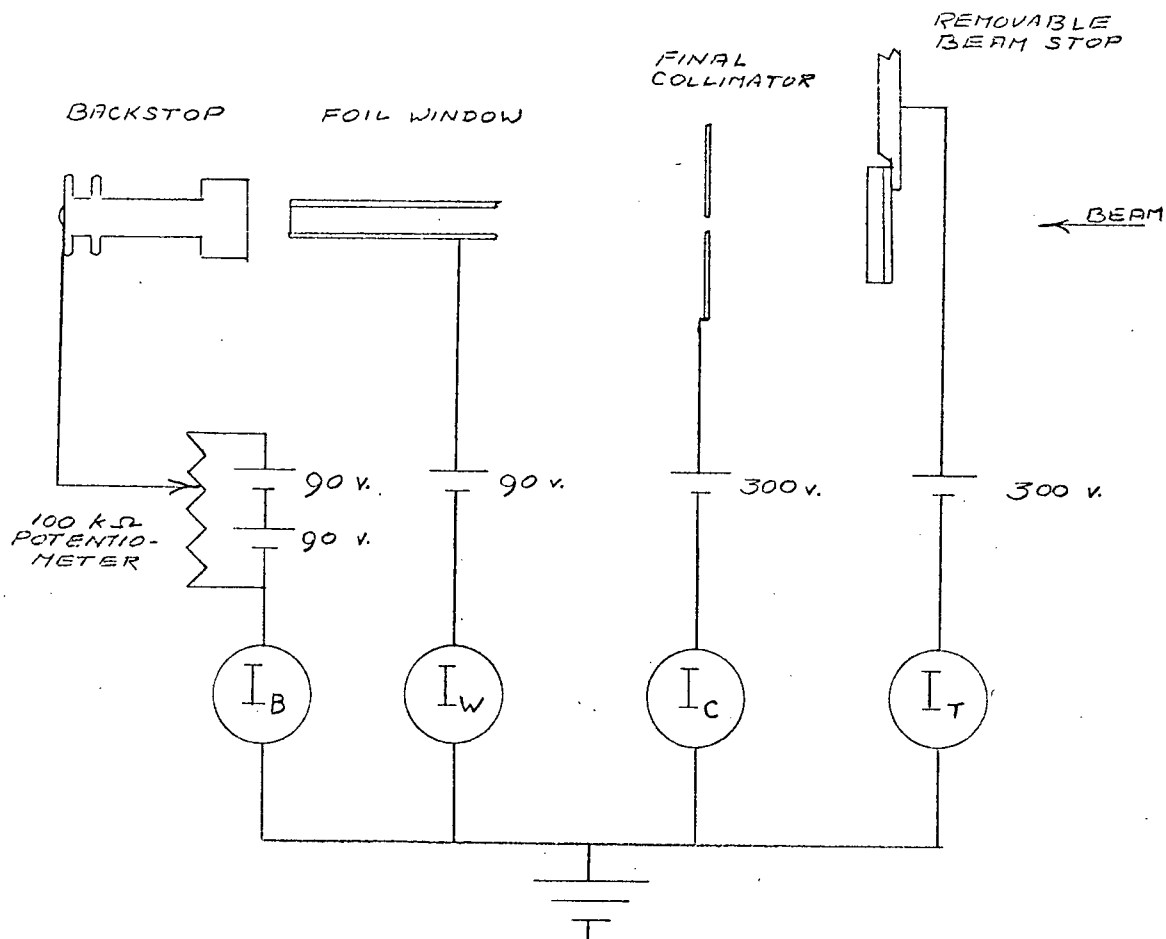 REMOVABLE
BEAM STOP
FINAL
COLLIMATOR
BACKSTOP
FOIL WINDOW
BEAM
90 v.
90 v.
90 v.
300 v.
300 v.
100 KΩ
POTENTIO-
METER
I_B
I_W
I_C
I_T